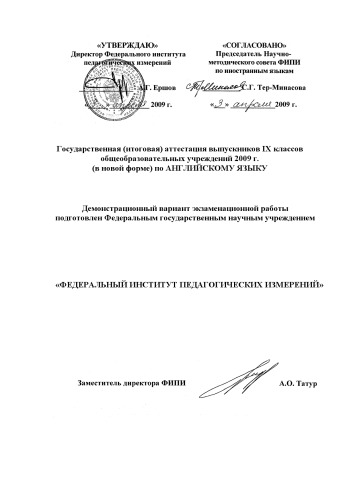 «УТВЕРЖДАЮ»
Директор Федерального института
педагогических измерений
А.Г. Ершов
«3» апреля 2009 г.
«СОГЛАСОВАНО»
Председатель Научно-
методического совета ФИПИ
по иностранным языкам
С.Г. Тер-Минасова
«3» апреля 2009 г.
Государственная (итоговая) аттестация выпускников IX классов
общеобразовательных учреждений 2009 г.
(в новой форме) по АНГЛИЙСКОМУ ЯЗЫКУ
Демонстрационный вариант экзаменационной работы
подготовлен Федеральным государственным научным учреждением
«ФЕДЕРАЛЬНЫЙ ИНСТИТУТ ПЕДАГОГИЧЕСКИХ ИЗМЕРЕНИЙ»
Заместитель директора ФИПИ
А.О. Татур